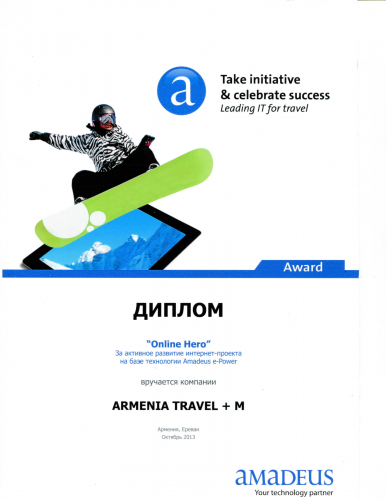 a
Take initiative
& celebrate success
Leading IT for travel
Award
ДИПЛОМ
"Online Hero"
За активное развитие интернет-проекта
на базе технологии Amadeus e-Power
вручается компании
ARMENIA TRAVEL + M
Армения, Ереван
Октябрь 2013
aмaDEUS
Your technology partner